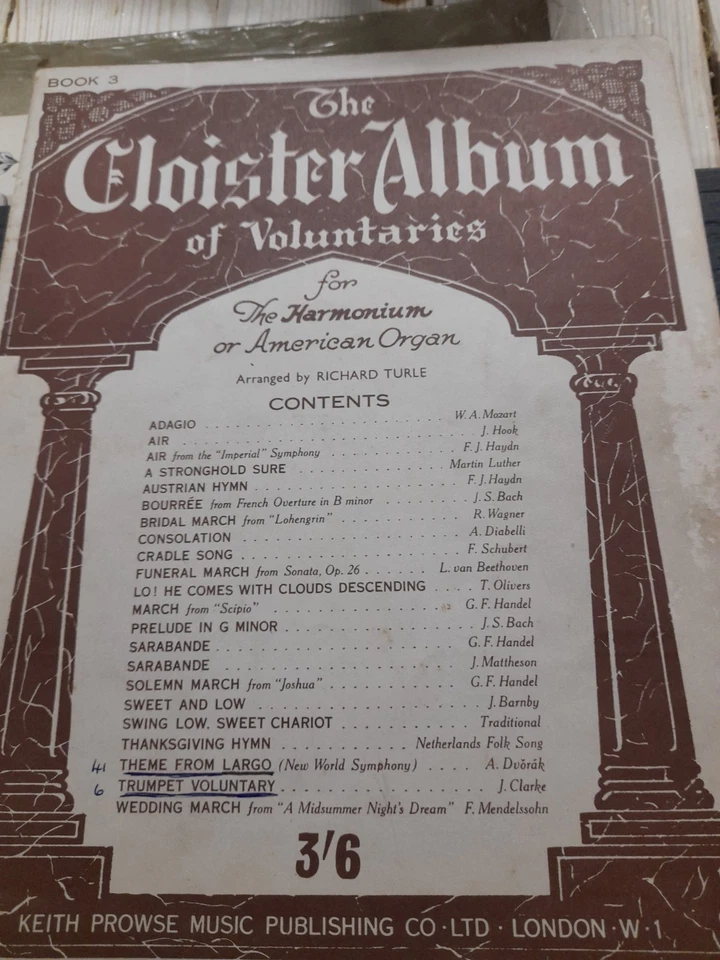 BOOK 3
The
Cloister Album
of Voluntaries
for
The Harmonium
or American Organ
Arranged by RICHARD TURLE
CONTENTS
ADAGIO . . . . . . . . . . . . . . . . . . . . W. A. Mozart
AIR . . . . . . . . . . . . . . . . . . . . J. Hook
AIR from the "Imperial" Symphony . . . . . . . . . . . . F. J. Haydn
A STRONGHOLD SURE . . . . . . . . . . . . Martin Luther
AUSTRIAN HYMN . . . . . . . . . . . . . . . . F. J. Haydn
BOURRÉE from French Overture in B minor . . . . . . . . J. S. Bach
BRIDAL MARCH from "Lohengrin" . . . . . . . . . . R. Wagner
CONSOLATION . . . . . . . . . . . . . . . . A. Diabelli
CRADLE SONG . . . . . . . . . . . . . . . . F. Schubert
FUNERAL MARCH from Sonata, Op. 26 . . . . . . L. van Beethoven
LO! HE COMES WITH CLOUDS DESCENDING . . . . T. Olivers
MARCH from "Scipio" . . . . . . . . . . . . G. F. Handel
PRELUDE IN G MINOR . . . . . . . . . . . . . J. S. Bach
SARABANDE . . . . . . . . . . . . . . . . G. F. Handel
SARABANDE . . . . . . . . . . . . . . . . J. Mattheson
SOLEMN MARCH from "Joshua" . . . . . . . . . . G. F. Handel
SWEET AND LOW . . . . . . . . . . . . . . . J. Barnby
SWING LOW, SWEET CHARIOT . . . . . . . . . . Traditional
THANKSGIVING HYMN . . . . . . . . . . Netherlands Folk Song
41 THEME FROM LARGO (New World Symphony) . . . . A. Dvořák
6 TRUMPET VOLUNTARY . . . . . . . . . . . . . . . J. Clarke
WEDDING MARCH from "A Midsummer Night's Dream" F. Mendelssohn
3/6
KEITH PROWSE MUSIC PUBLISHING CO · LTD · LONDON · W · 1